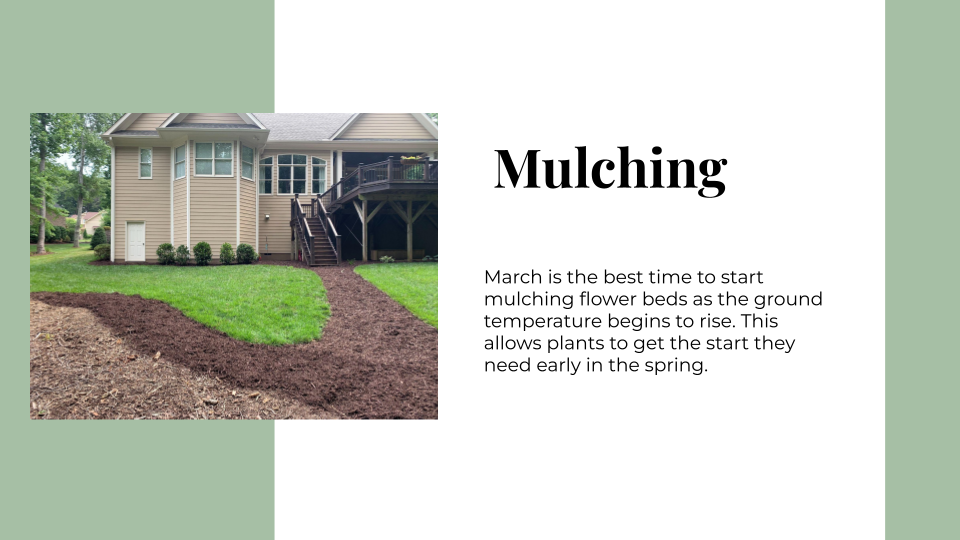 Mulching
March is the best time to start
mulching flower beds as the ground
temperature begins to rise. This
allows plants to get the start they
need early in the spring.